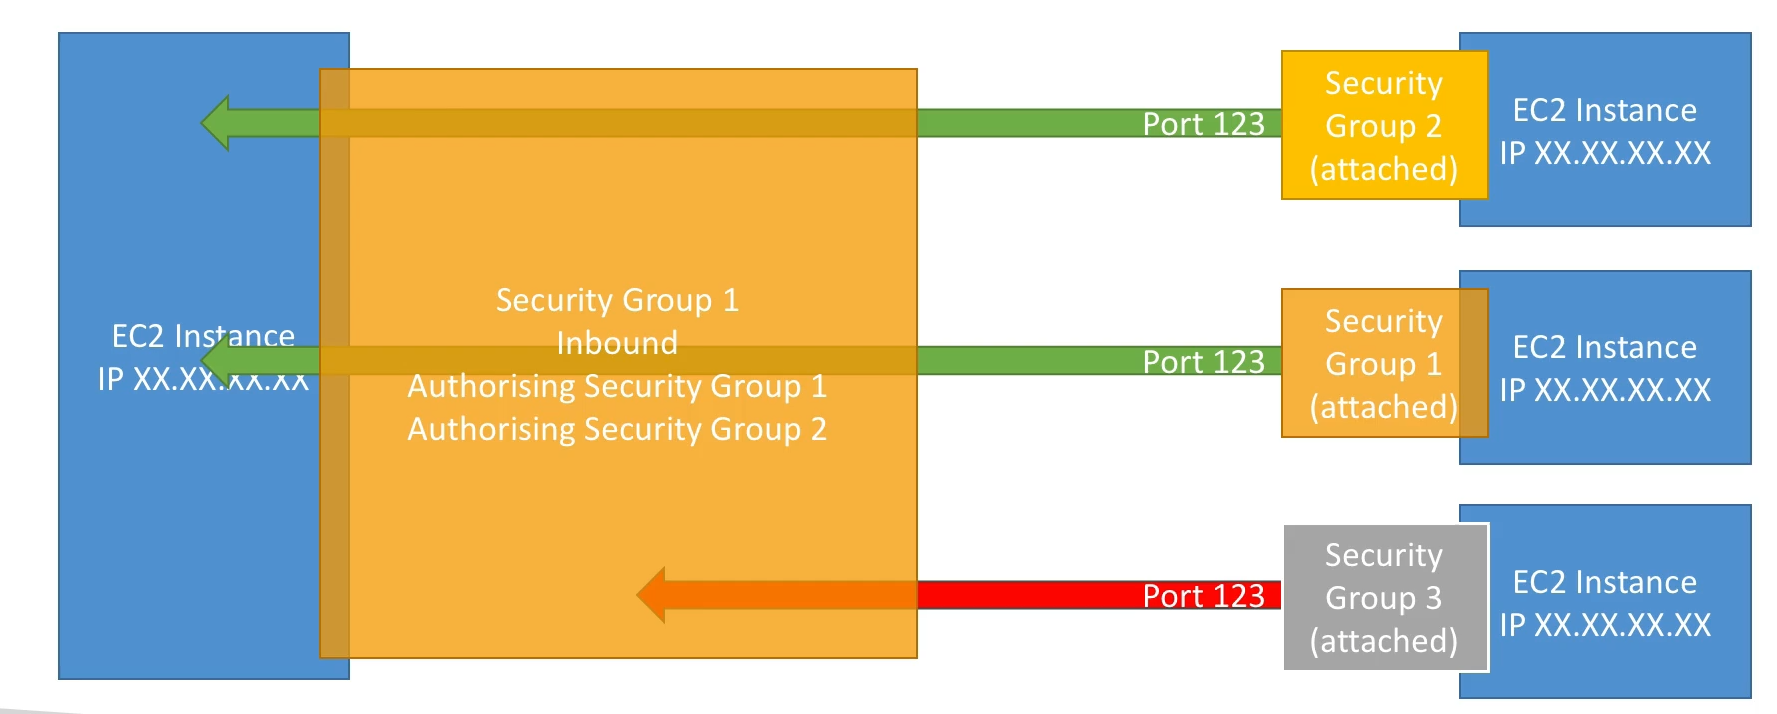 EC2 Instance
IP XX.XX.XX.XX
Security Group 1
Inbound
Authorising Security Group 1
Authorising Security Group 2
Port 123
Security
Group 2
(attached)
EC2 Instance
IP XX.XX.XX.XX
Port 123
Security
Group 1
(attached)
EC2 Instance
IP XX.XX.XX.XX
Port 123
Security
Group 3
(attached)
EC2 Instance
IP XX.XX.XX.XX